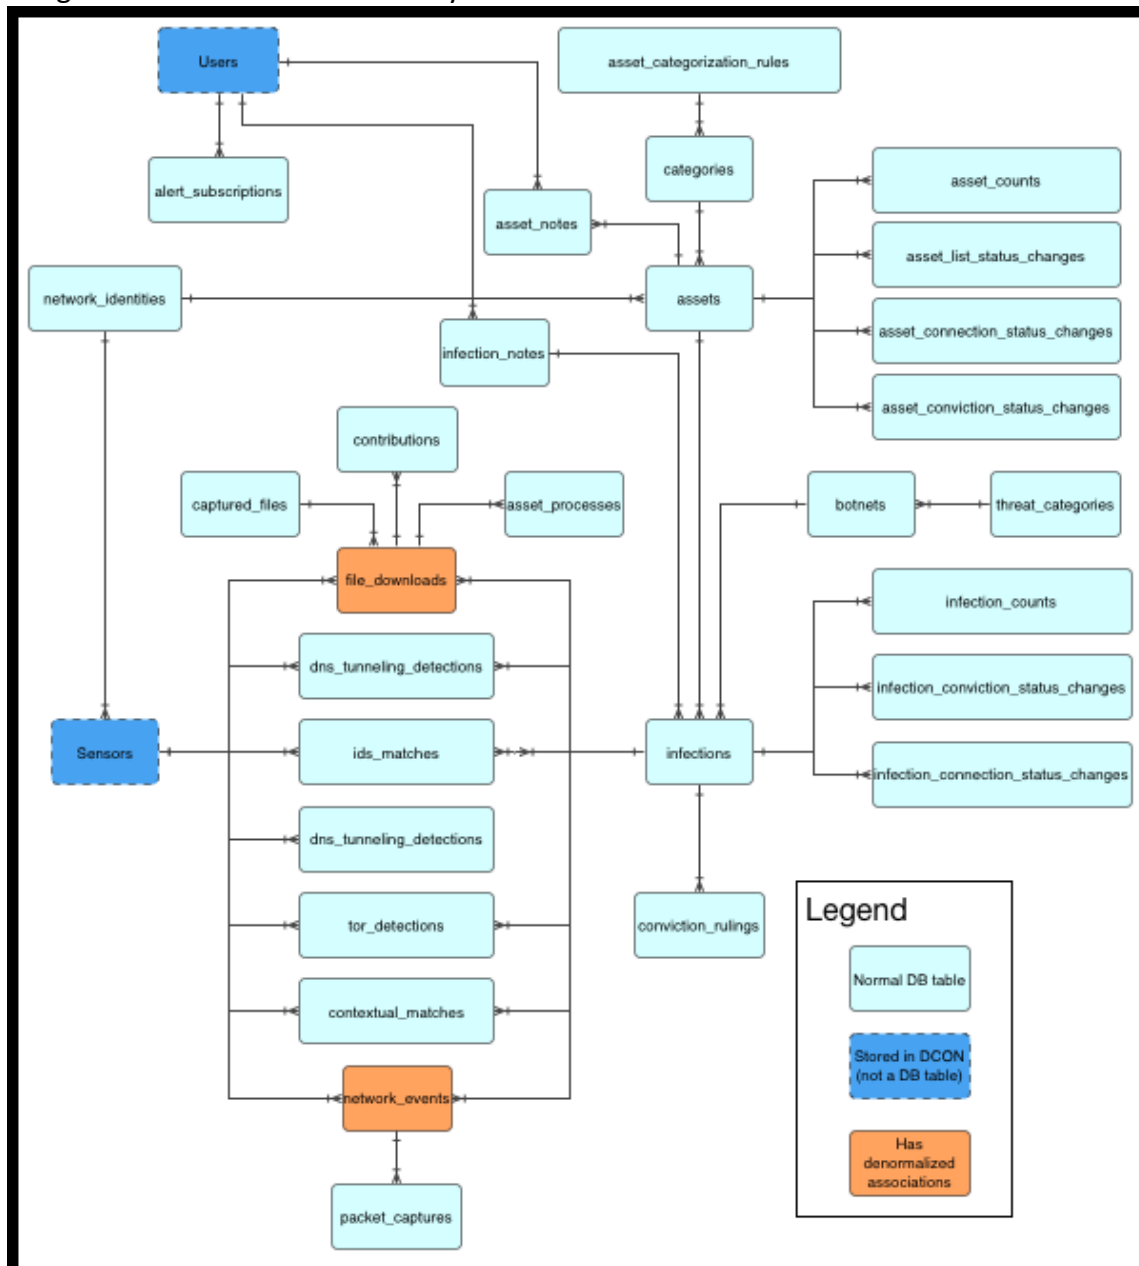 Users
asset_categorization_rules
alert_subscriptions
categories
asset_notes
asset_counts
asset_list_status_changes
network_identities
assets
asset_connection_status_changes
infection_notes
asset_conviction_status_changes
contributions
captured_files
asset_processes
botnets
threat_categories
file_downloads
infection_counts
dns_tunneling_detections
infection_conviction_status_changes
Sensors
ids_matches
infections
infection_connection_status_changes
dns_tunneling_detections
tor_detections
conviction_rulings
contextual_matches
network_events
packet_captures
Legend
Normal DB table
Stored in DCON
(not a DB table)
Has
denormalized
associations